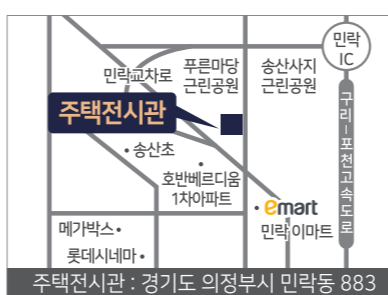 민락
IC
푸른마당
근린공원
송산사지
근린공원
민락교차로
주택전시관
구리-포천고속도로
•송산초
호반베르디움
1차아파트
emart
민락 이마트
메가박스•
롯데시네마•
주택전시관 : 경기도 의정부시 민락동 883